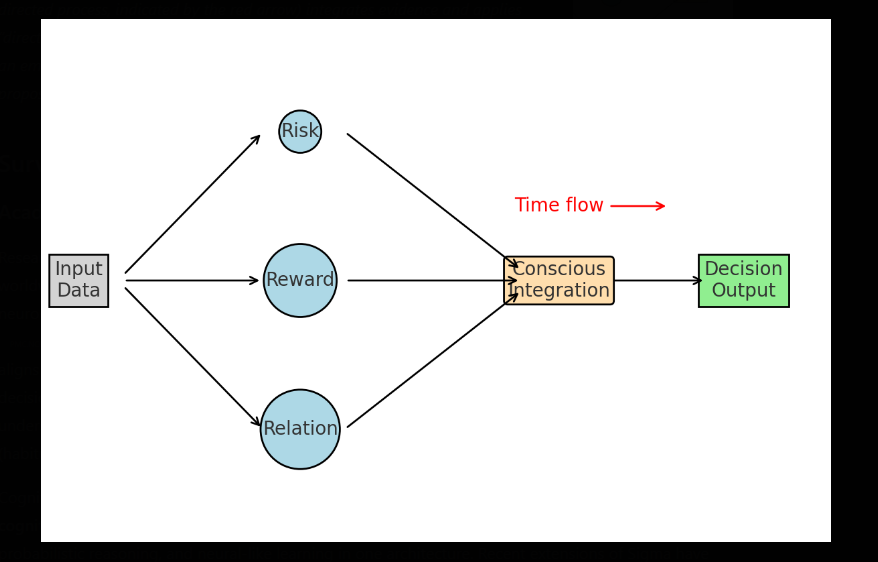 Risk
Time flow
Input
Data
Reward
Conscious
Integration
Decision
Output
Relation